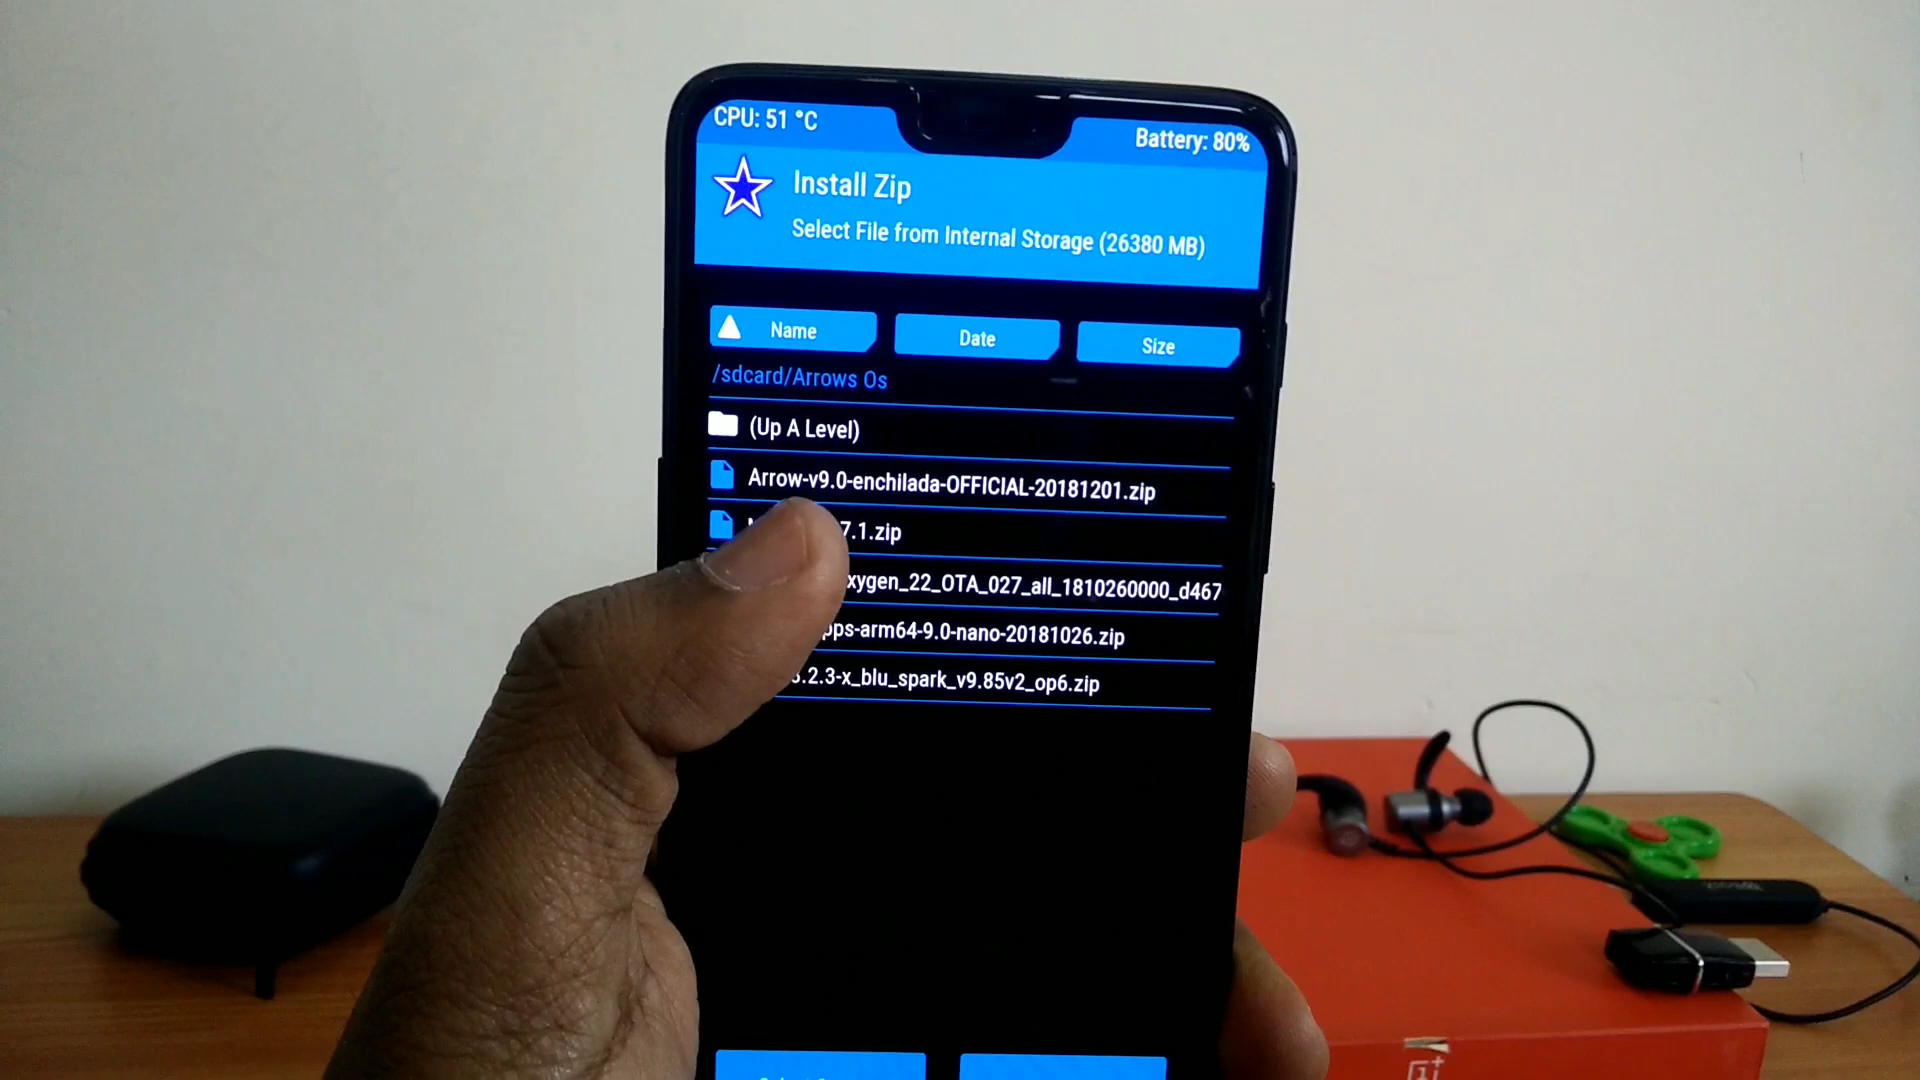 CPU: 51 °C
Battery: 80%
Install Zip
Select File from Internal Storage (26380 MB)
Name
Date
Size
/sdcard/Arrows Os
(Up A Level)
Arrow-v9.0-enchilada-OFFICIAL-20181201.zip
7.1.zip
xygen_22_OTA_027_all_1810260000_d467
pps-arm64-9.0-nano-20181026.zip
.2.3-x_blu_spark_v9.85v2_op6.zip